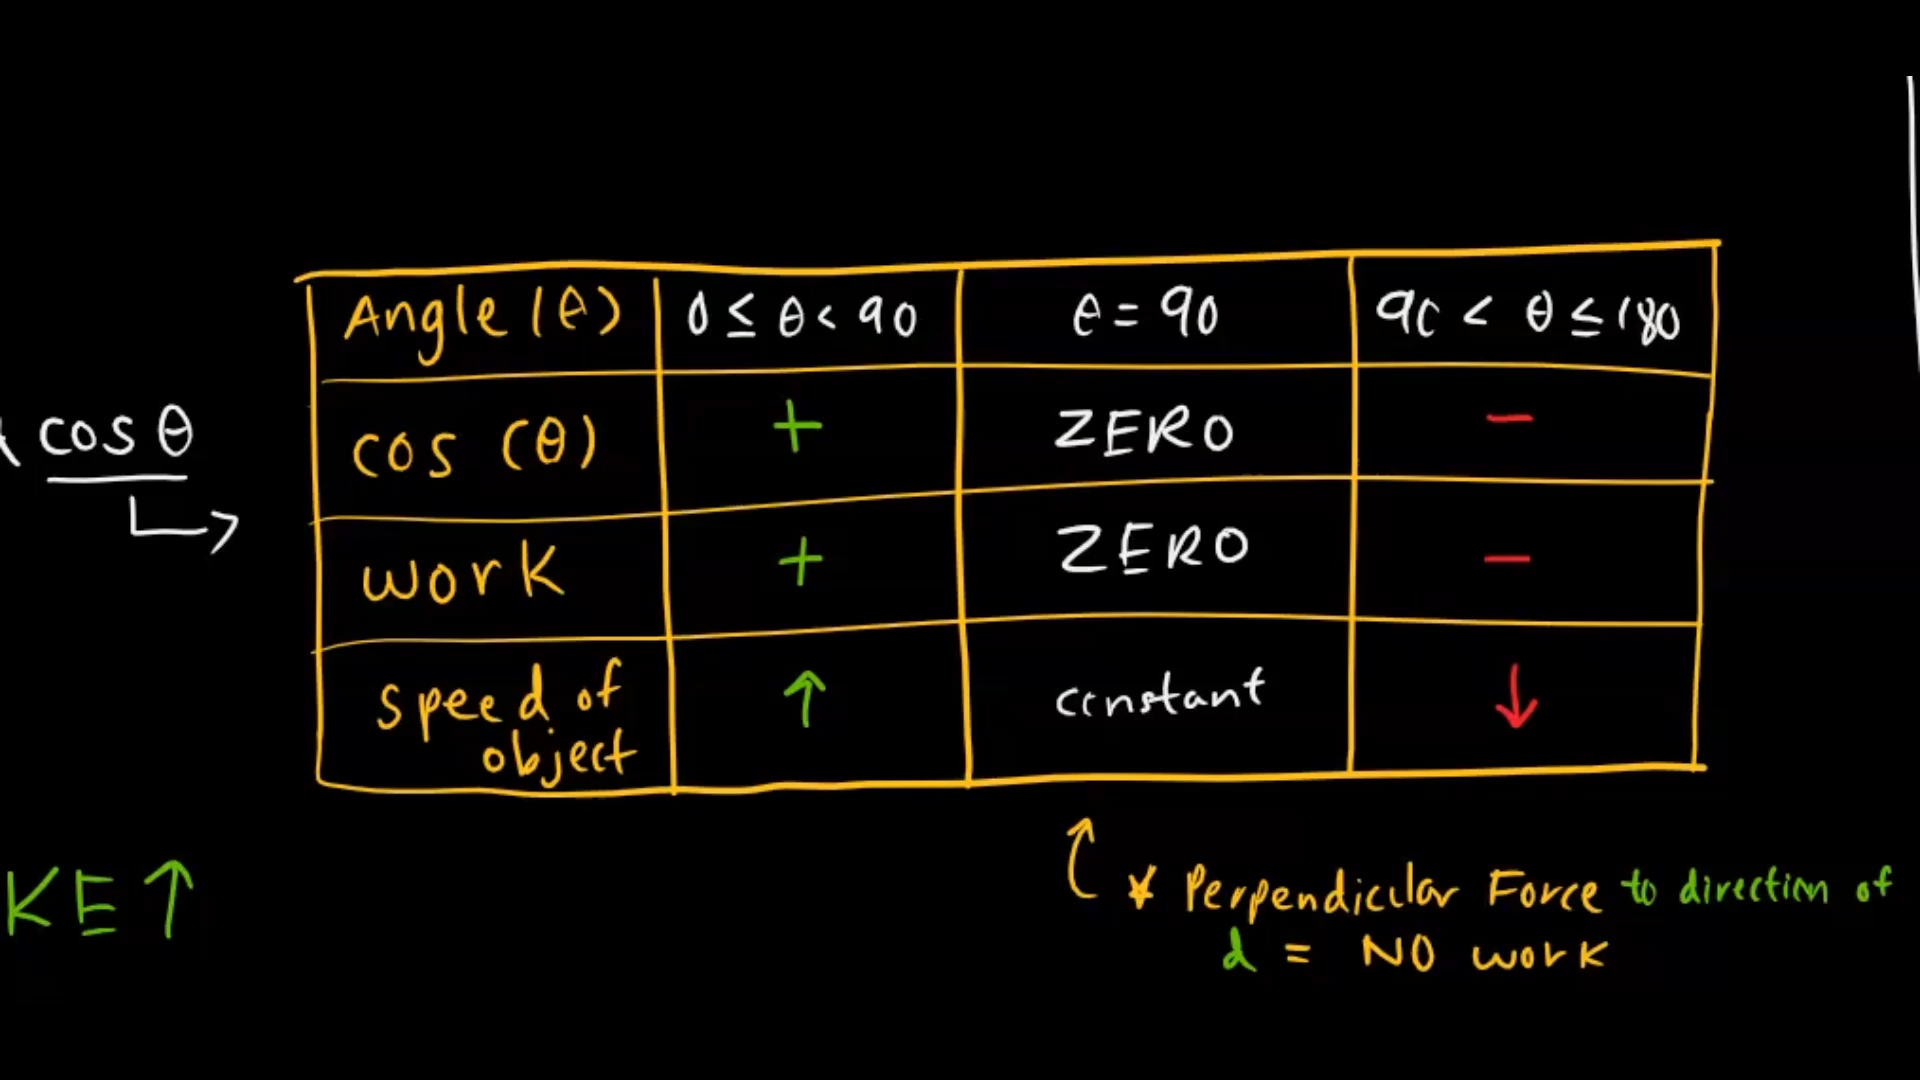 Angle (θ) 0 ≤ θ < 90 θ = 90 90 < θ ≤ 180
cos θ
cos (θ) + ZERO −
work + ZERO −
speed of object ↑ constant ↓
KE ↑
* Perpendicular Force to direction of
d = NO work